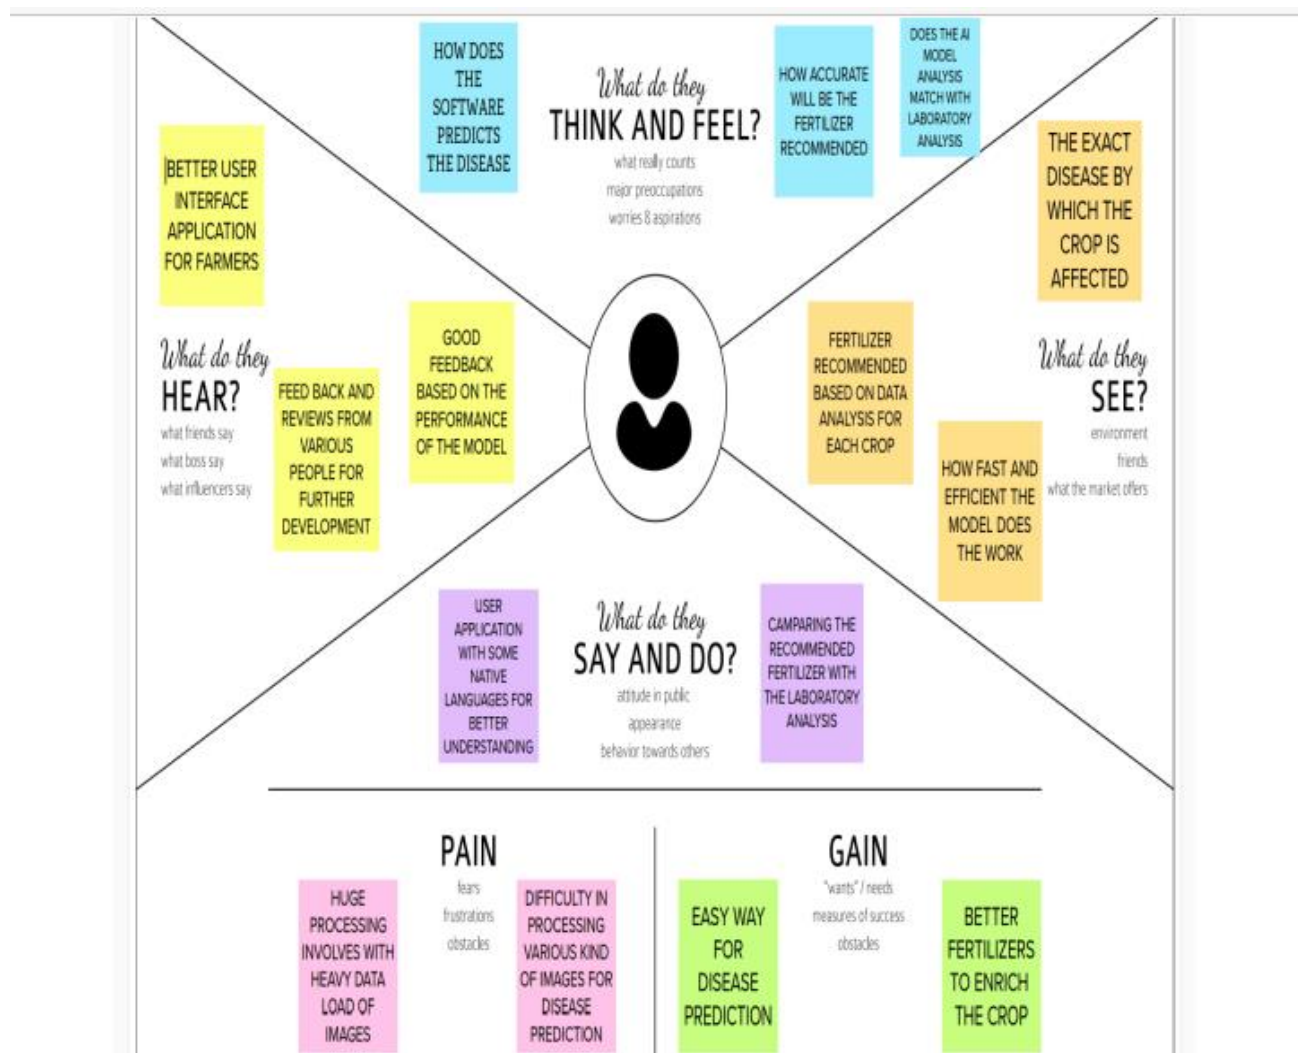 HOW DOES
THE
SOFTWARE
PREDICTS
THE DISEASE
What do they
THINK AND FEEL?
what really counts
major preoccupations
worries & aspirations
HOW ACCURATE
WILL BE THE
FERTILIZER
RECOMMENDED
DOES THE AI
MODEL
ANALYSIS
MATCH WITH
LABORATORY
ANALYSIS
BETTER USER
INTERFACE
APPLICATION
FOR FARMERS
What do they
HEAR?
what friends say
what boss say
what influencers say
FEED BACK AND
REVIEWS FROM
VARIOUS
PEOPLE FOR
FURTHER
DEVELOPMENT
GOOD
FEEDBACK
BASED ON THE
PERFORMANCE
OF THE MODEL
FERTILIZER
RECOMMENDED
BASED ON DATA
ANALYSIS FOR
EACH CROP
THE EXACT
DISEASE BY
WHICH THE
CROP IS
AFFECTED
What do they
SEE?
environment
friends
what the market offers
HOW FAST AND
EFFICIENT THE
MODEL DOES
THE WORK
USER
APPLICATION
WITH SOME
NATIVE
LANGUAGES FOR
BETTER
UNDERSTANDING
What do they
SAY AND DO?
attitude in public
appearance
behavior towards others
CAMPARING THE
RECOMMENDED
FERTILIZER WITH
THE LABORATORY
ANALYSIS
PAIN
fears
frustrations
obstacles
HUGE
PROCESSING
INVOLVES WITH
HEAVY DATA
LOAD OF
IMAGES
DIFFICULTY IN
PROCESSING
VARIOUS KIND
OF IMAGES FOR
DISEASE
PREDICTION
GAIN
"wants" / needs
measures of success
obstacles
EASY WAY
FOR
DISEASE
PREDICTION
BETTER
FERTILIZERS
TO ENRICH
THE CROP